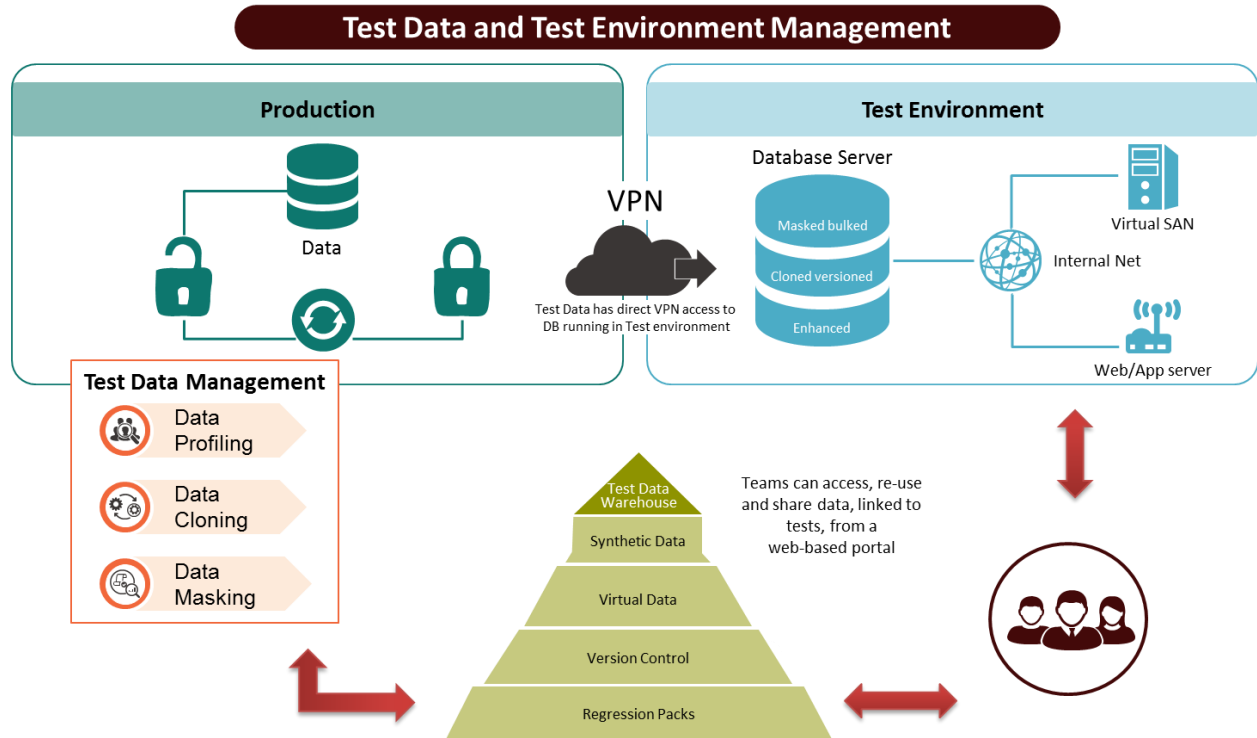 Test Data and Test Environment Management
Production
Test Environment
Data
VPN
Test Data has direct VPN access to
DB running in Test environment
Database Server
Masked bulked
Cloned versioned
Enhanced
Virtual SAN
Internal Net
Web/App server
Test Data Management
Data
Profiling
Data
Cloning
Data
Masking
Test Data
Warehouse
Synthetic Data
Virtual Data
Version Control
Regression Packs
Teams can access, re-use
and share data, linked to
tests, from a
web-based portal